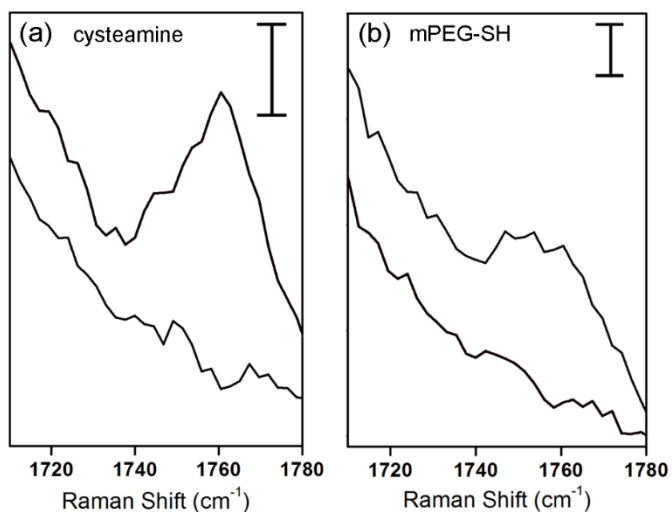 (a) cysteamine
(b) mPEG-SH
1720 1740 1760 1780
1720 1740 1760 1780
Raman Shift (cm⁻¹)
Raman Shift (cm⁻¹)